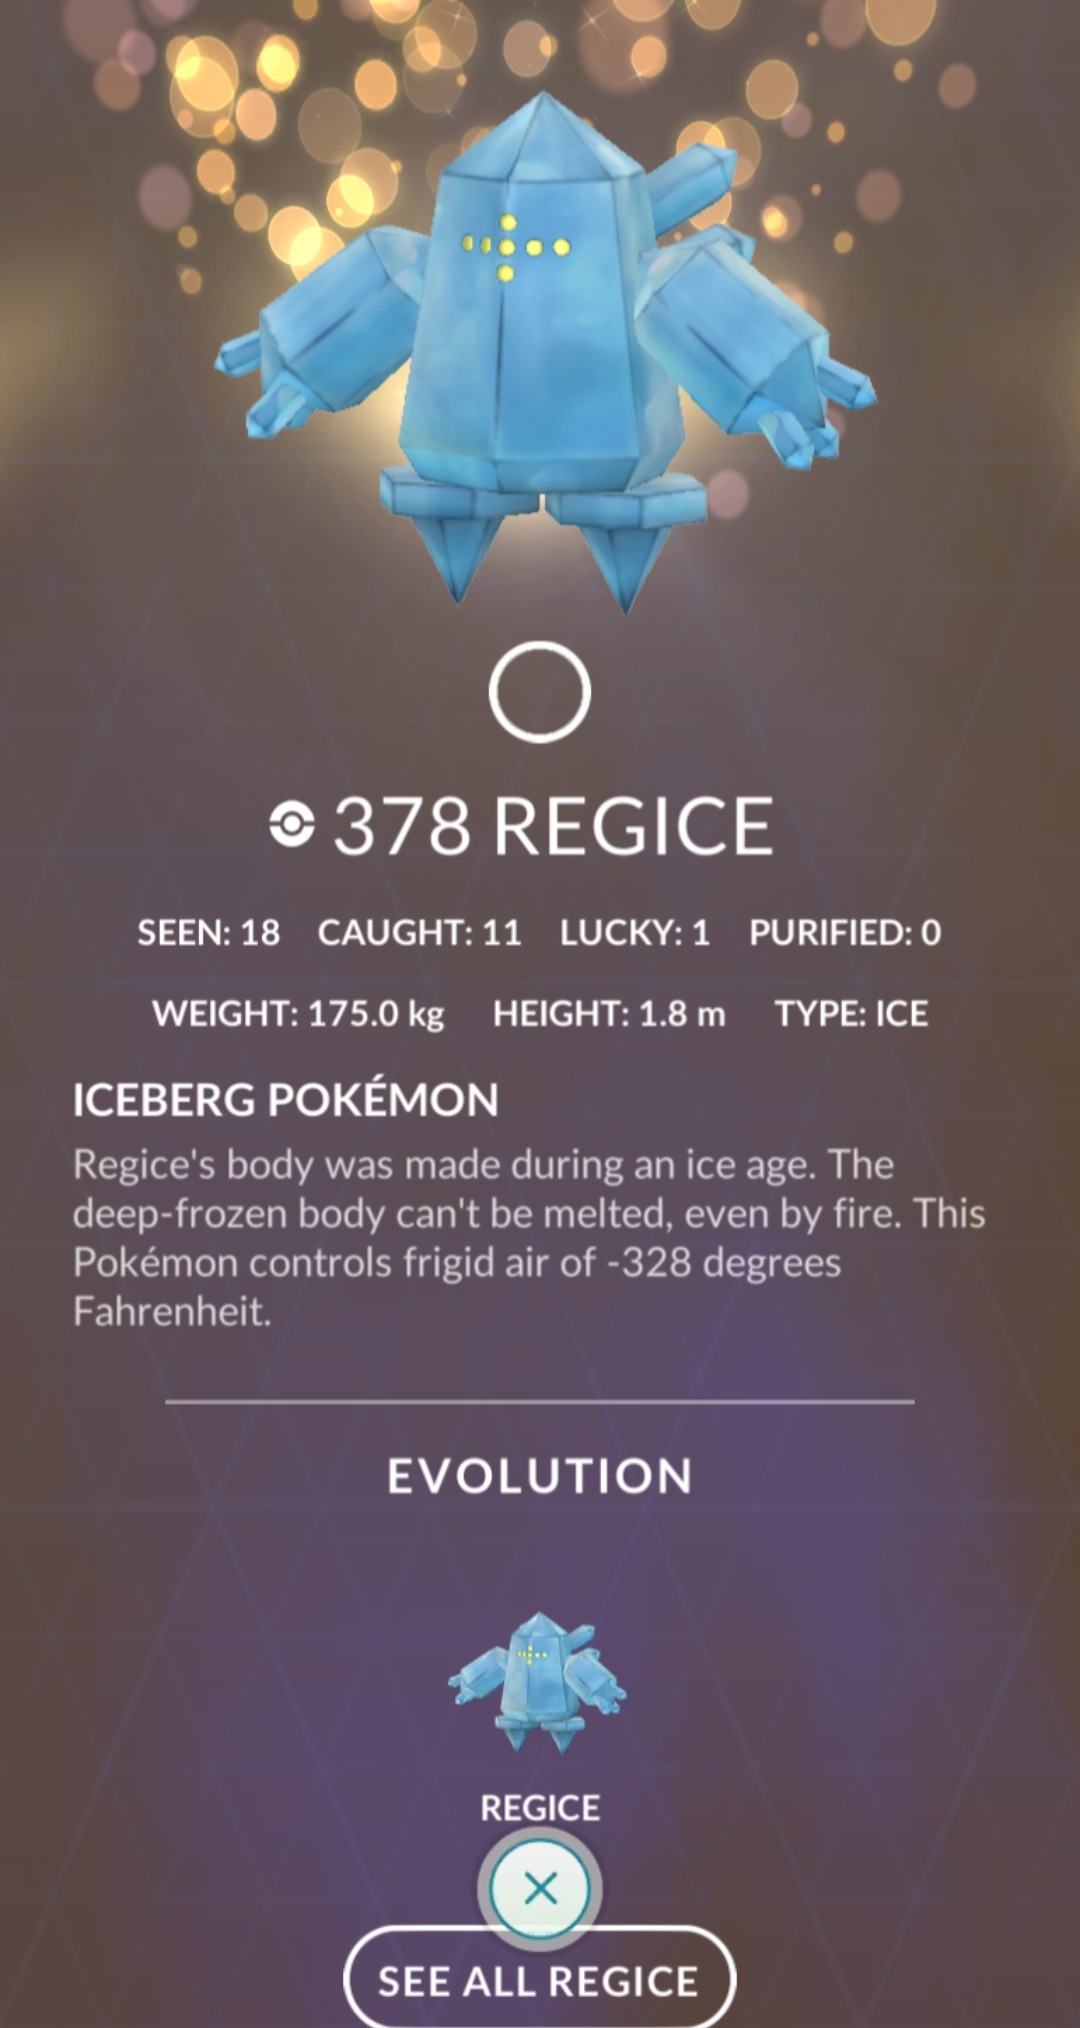 378 REGICE
SEEN: 18 CAUGHT: 11 LUCKY: 1 PURIFIED: 0
WEIGHT: 175.0 kg HEIGHT: 1.8 m TYPE: ICE
ICEBERG POKÉMON
Regice's body was made during an ice age. The
deep-frozen body can't be melted, even by fire. This
Pokémon controls frigid air of -328 degrees
Fahrenheit.
EVOLUTION
REGICE
SEE ALL REGICE